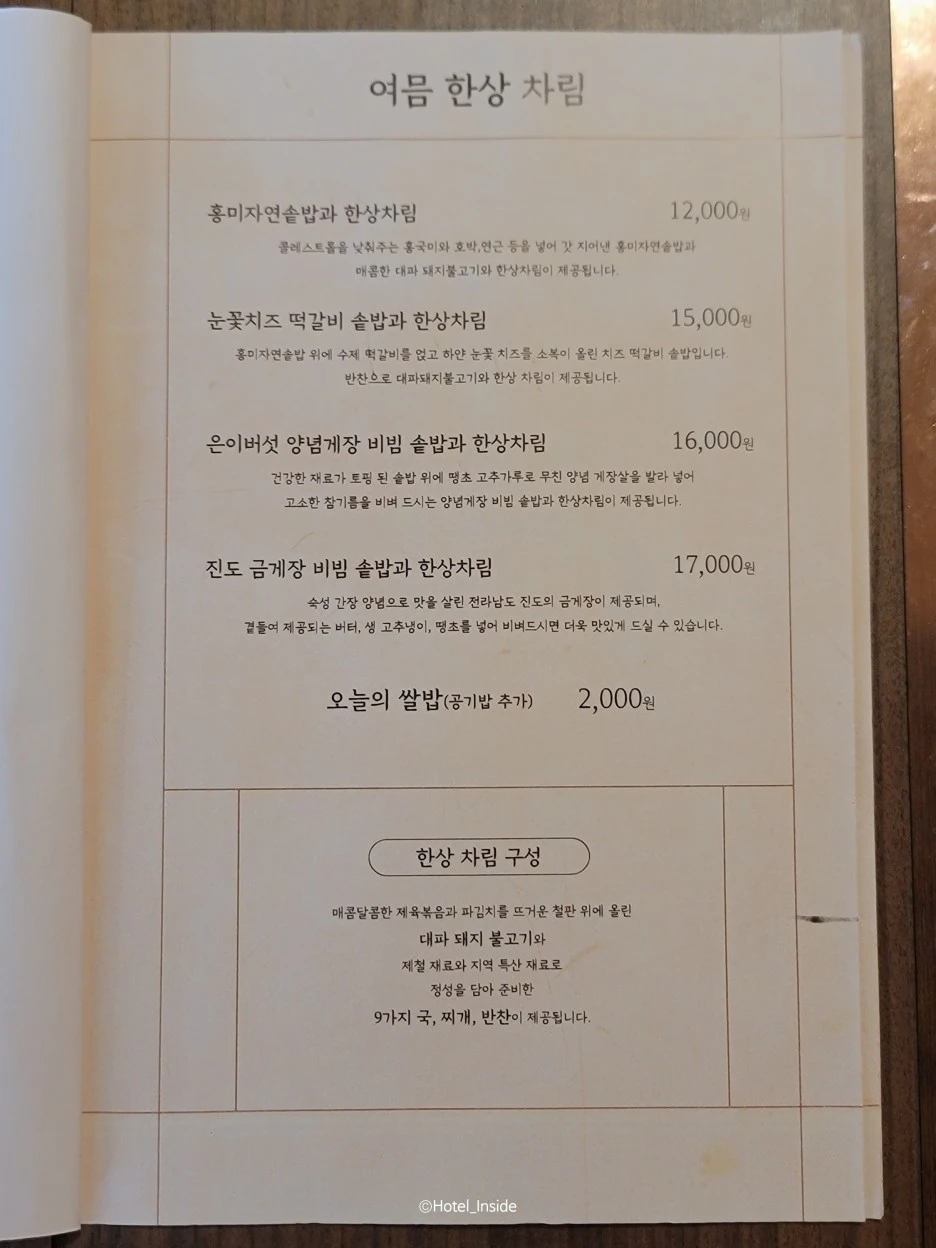 여믐 한상 차림
홍미자연솥밥과 한상차림 12,000원
콜레스트롤을 낮춰주는 홍국미와 호박,연근 등을 넣어 갓 지어낸 홍미자연솥밥과
매콤한 대파 돼지불고기와 한상차림이 제공됩니다.
눈꽃치즈 떡갈비 솥밥과 한상차림 15,000원
홍미자연솥밥 위에 수제 떡갈비를 얹고 하얀 눈꽃 치즈를 소복이 올린 치즈 떡갈비 솥밥입니다.
반찬으로 대파돼지불고기와 한상 차림이 제공됩니다.
은이버섯 양념게장 비빔 솥밥과 한상차림 16,000원
건강한 재료가 토핑 된 솥밥 위에 땡초 고추가루로 무친 양념 게장살을 발라 넣어
고소한 참기름을 비벼 드시는 양념게장 비빔 솥밥과 한상차림이 제공됩니다.
진도 금게장 비빔 솥밥과 한상차림 17,000원
숙성 간장 양념으로 맛을 살린 전라남도 진도의 금게장이 제공되며,
곁들여 제공되는 버터, 생 고추냉이, 땡초를 넣어 비벼드시면 더욱 맛있게 드실 수 있습니다.
오늘의 쌀밥(공기밥 추가) 2,000원
한상 차림 구성
매콤달콤한 제육볶음과 파김치를 뜨거운 철판 위에 올린
대파 돼지 불고기와
제철 재료와 지역 특산 재료로
정성을 담아 준비한
9가지 국, 찌개, 반찬이 제공됩니다.
©Hotel_Inside